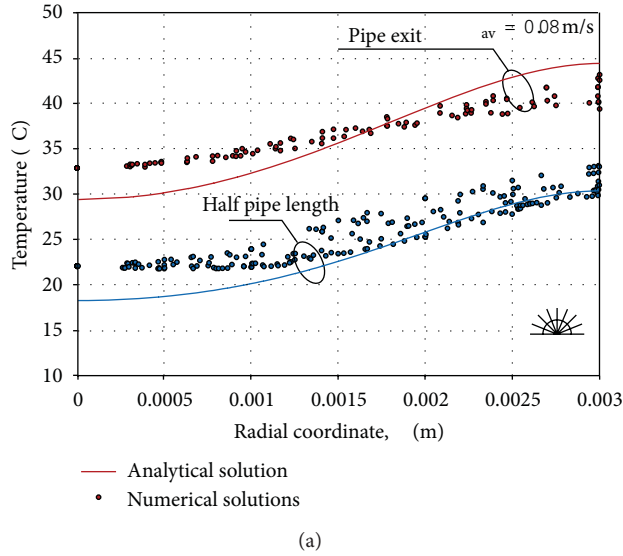 av = 0.08 m/s
Pipe exit
50
45
40
35
30
25
20
15
10
Temperature ( C)
Half pipe length
0 0.0005 0.001 0.0015 0.002 0.0025 0.003
Radial coordinate, (m)
Analytical solution
Numerical solutions
(a)